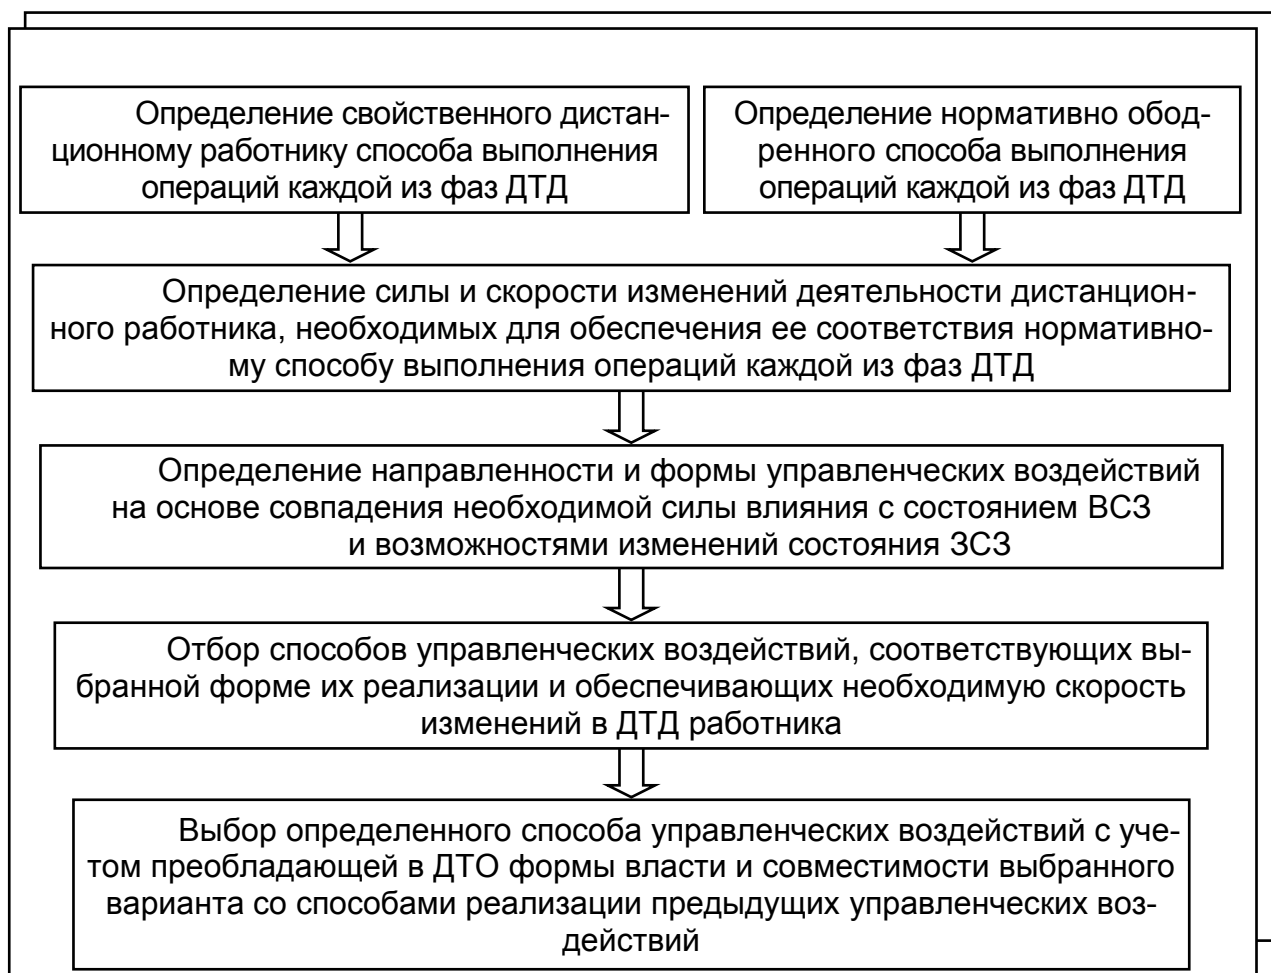 Определение свойственного дистан-
ционному работнику способа выполнения
операций каждой из фаз ДТД
Определение нормативно обод-
ренного способа выполнения
операций каждой из фаз ДТД
Определение силы и скорости изменений деятельности дистанцион-
ного работника, необходимых для обеспечения ее соответствия нормативно-
му способу выполнения операций каждой из фаз ДТД
Определение направленности и формы управленческих воздействий
на основе совпадения необходимой силы влияния с состоянием ВСЗ
и возможностями изменений состояния ЗСЗ
Отбор способов управленческих воздействий, соответствующих вы-
бранной форме их реализации и обеспечивающих необходимую скорость
изменений в ДТД работника
Выбор определенного способа управленческих воздействий с уче-
том преобладающей в ДТО формы власти и совместимости выбранного
варианта со способами реализации предыдущих управленческих воз-
действий